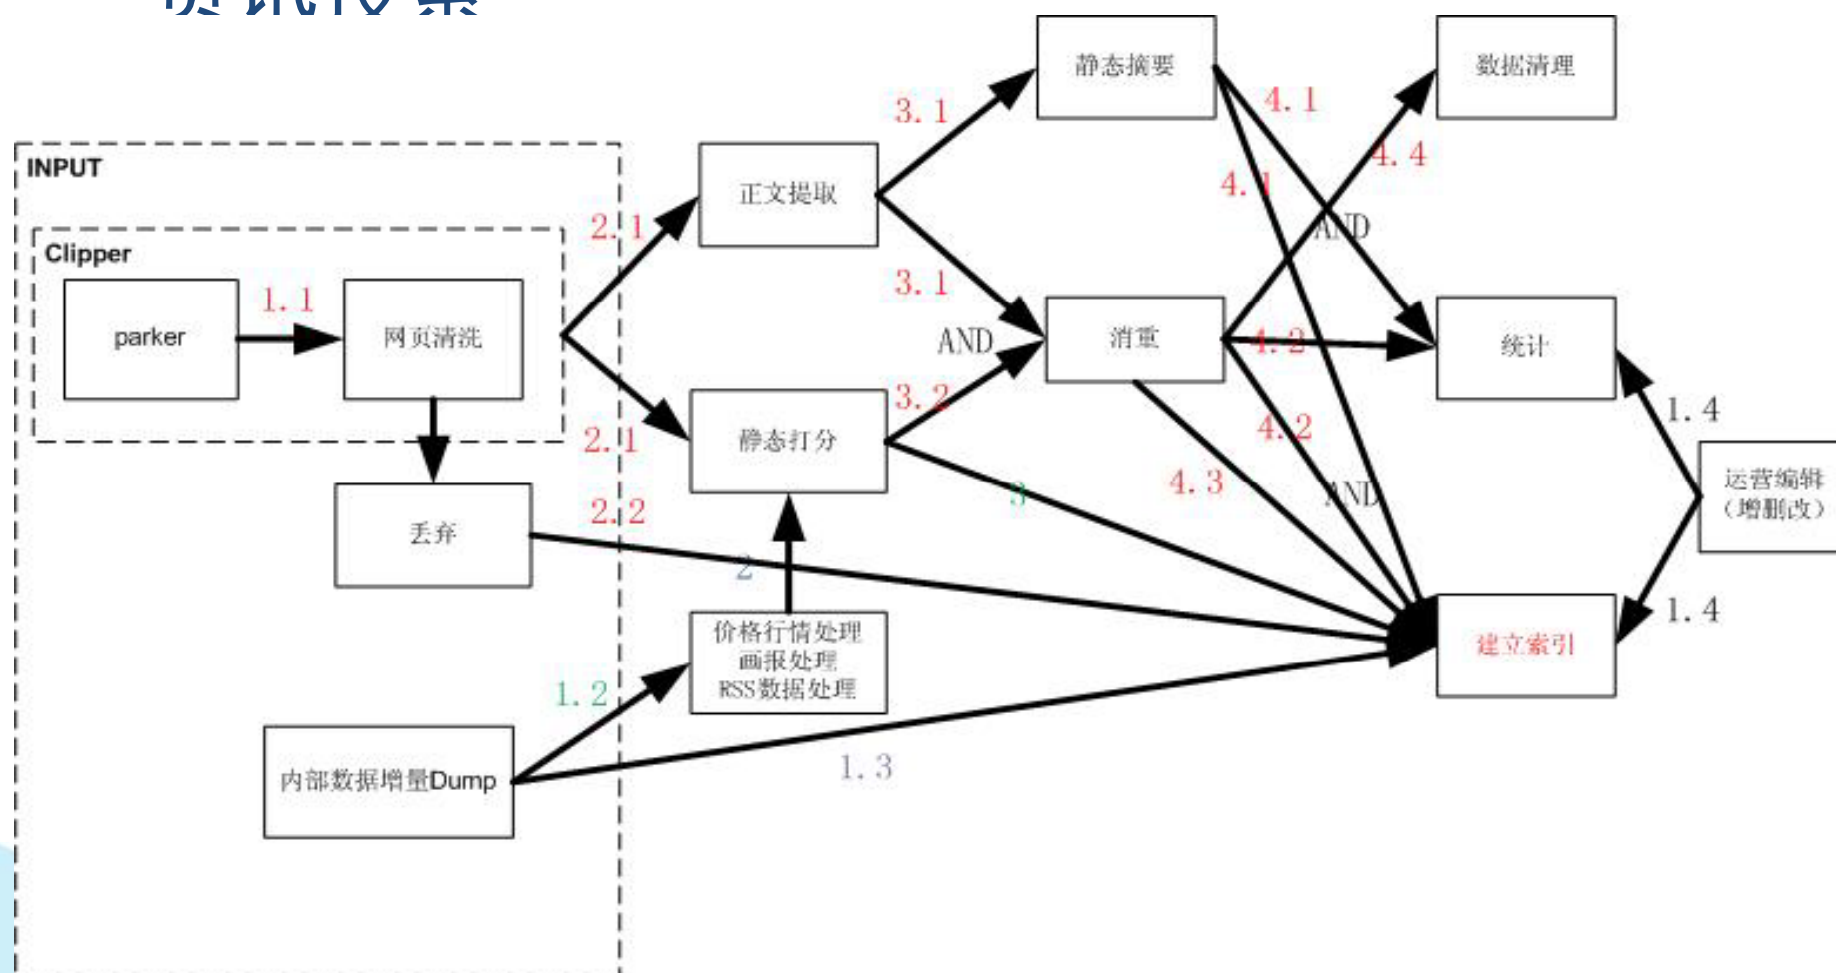 静态摘要
数据清理
3.1
4.1
4.4
INPUT
正文提取
4.1
2.1
AND
Clipper
3.1
1.1
parker
网页清洗
AND
消重
4.2
统计
3.2
4.2
1.4
2.1
静态打分
4.3
3
AND
运营编辑
(增删改)
2.2
丢弃
2
价格行情处理
画报处理
RSS数据处理
1.4
建立索引
1.2
1.3
内部数据增量Dump